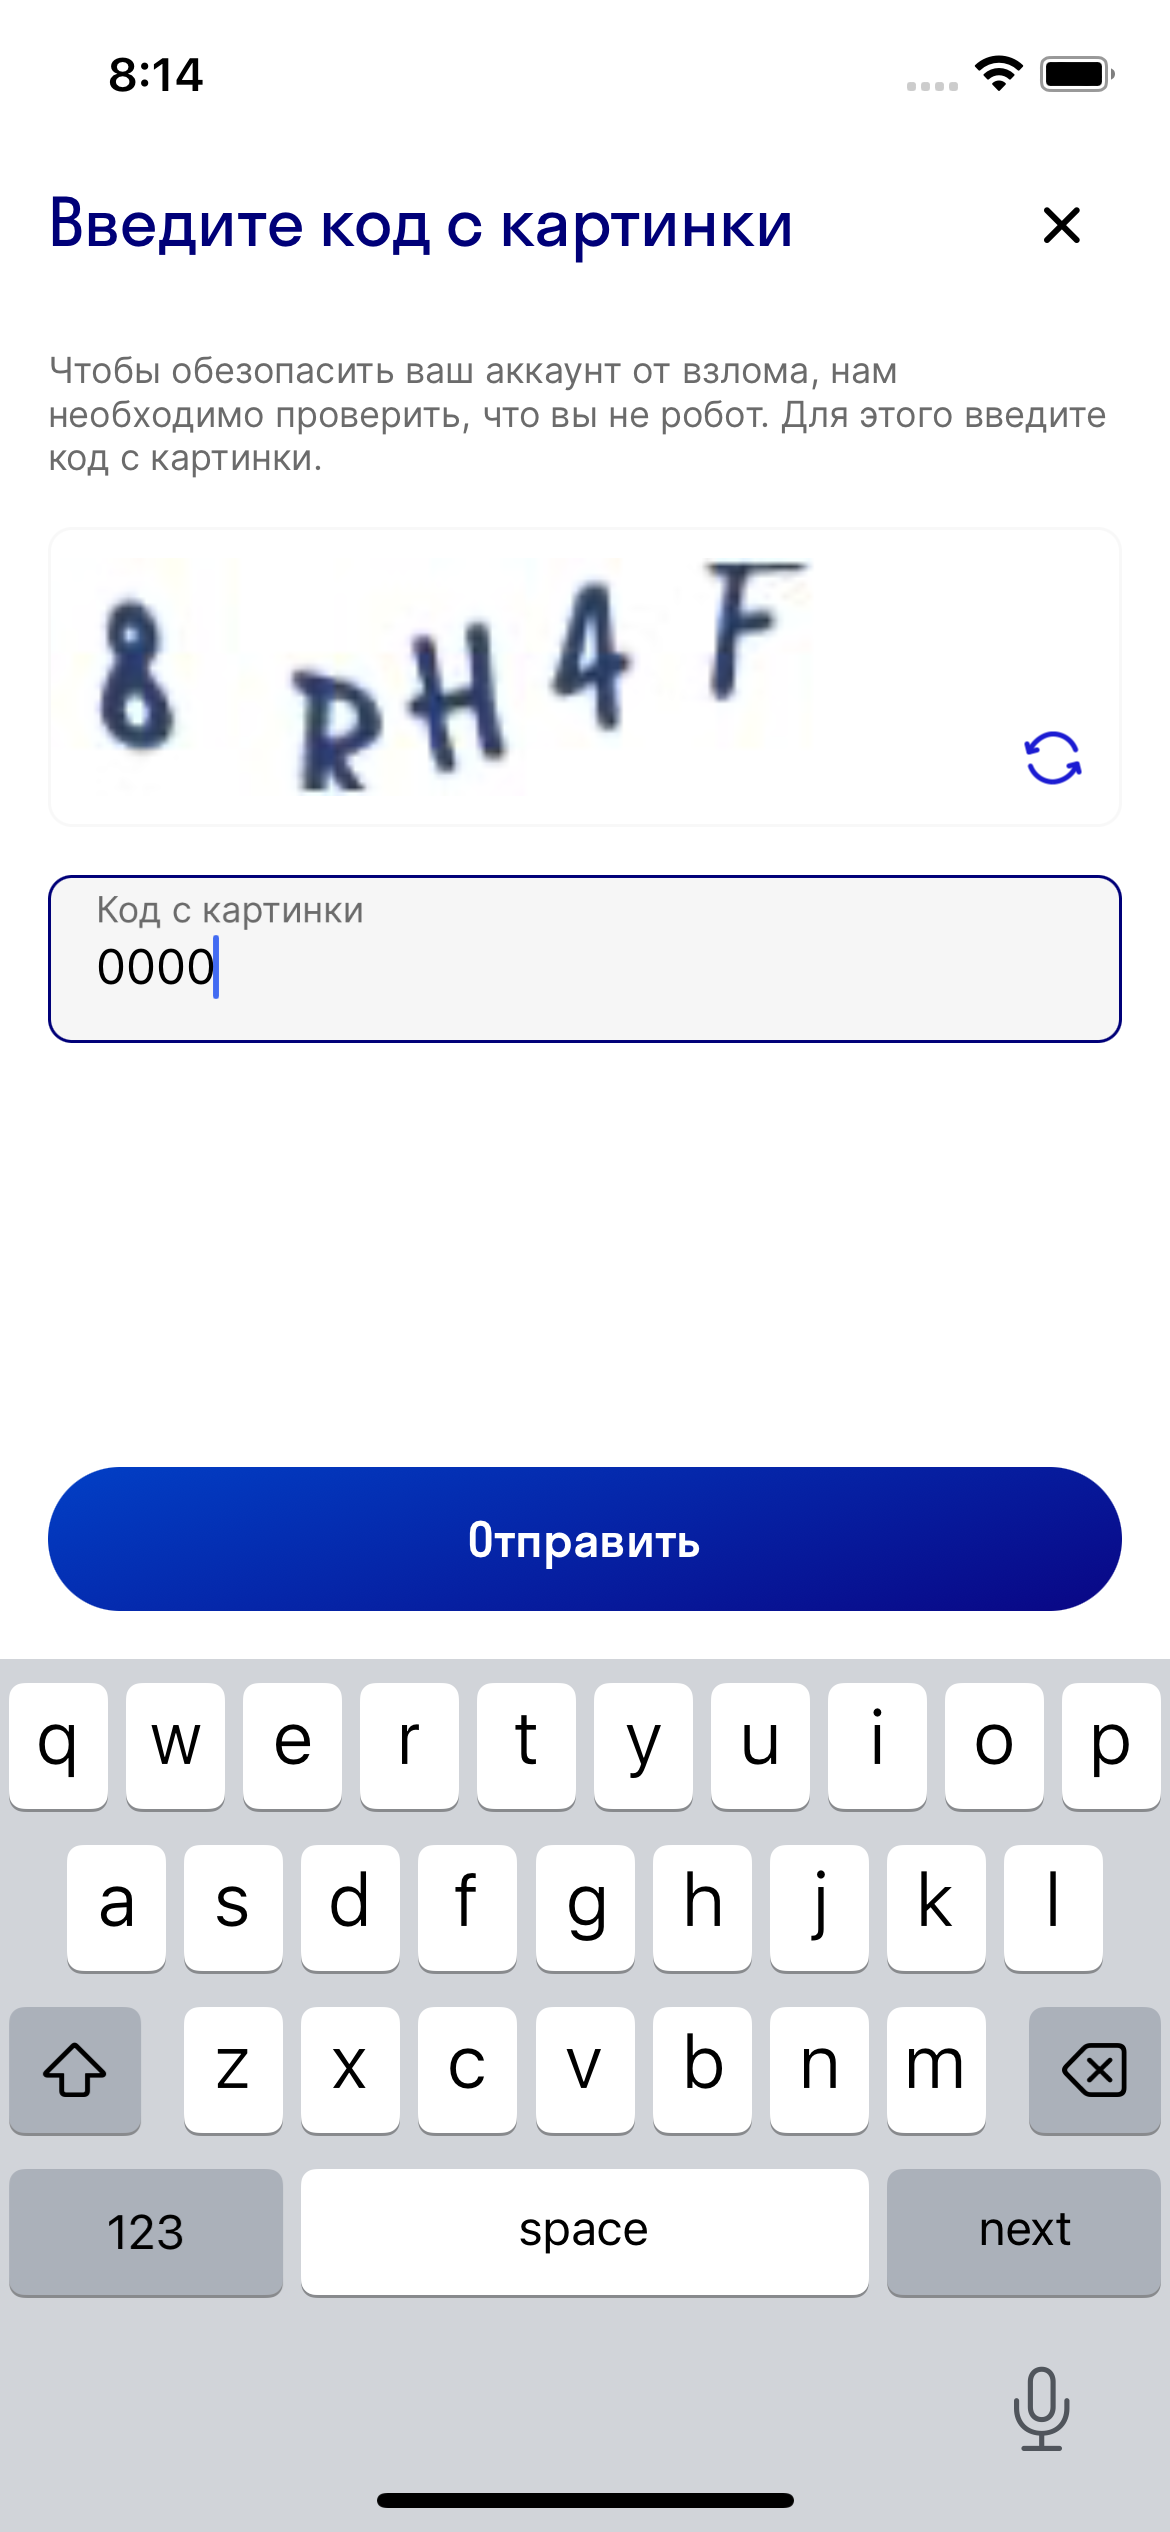 8:14
Введите код с картинки
Чтобы обезопасить ваш аккаунт от взлома, нам
необходимо проверить, что вы не робот. Для этого введите
код с картинки.
8 R H 4 F
Код с картинки
0000
Отправить
q w e r t y u i o p
a s d f g h j k l
z x c v b n m
123 space next